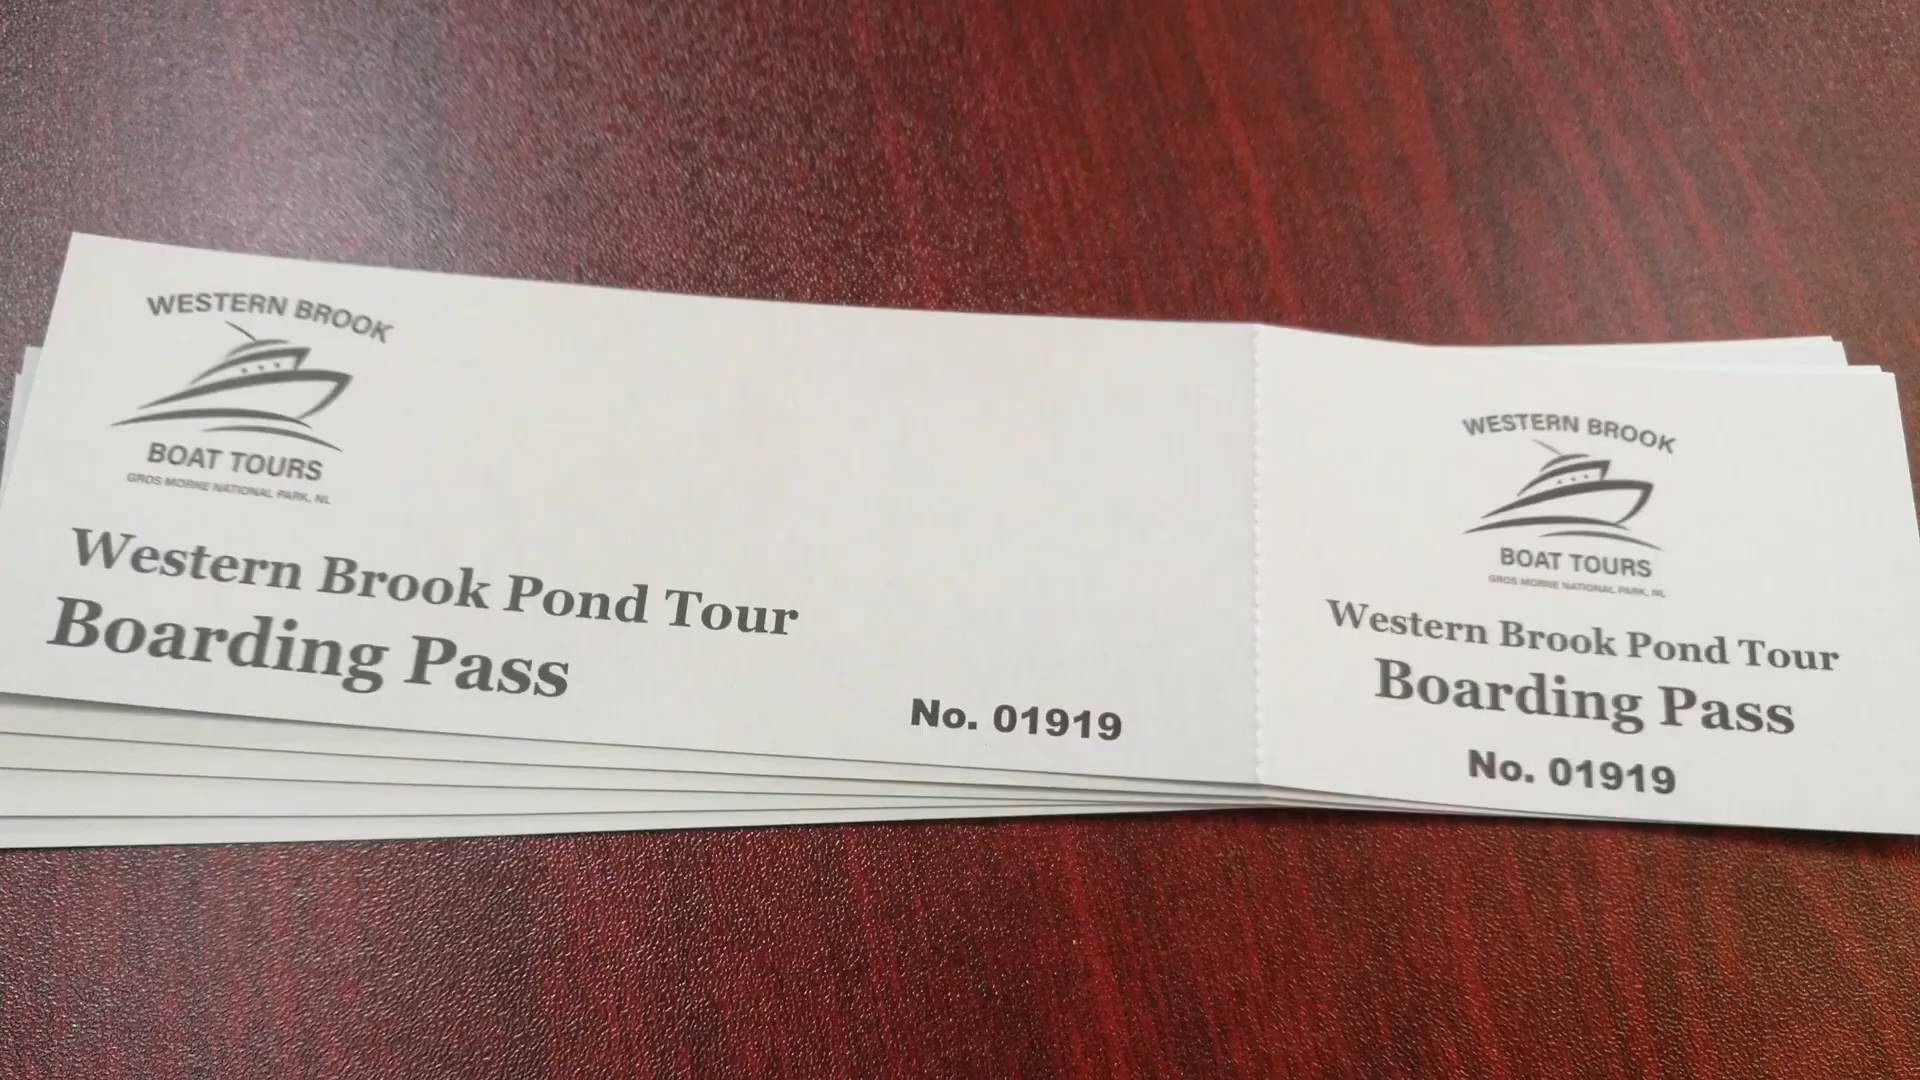 WESTERN BROOK
BOAT TOURS
GROS MORNE NATIONAL PARK, NL
Western Brook Pond Tour
Boarding Pass
No. 01919
WESTERN BROOK
BOAT TOURS
GROS MORNE NATIONAL PARK, NL
Western Brook Pond Tour
Boarding Pass
No. 01919